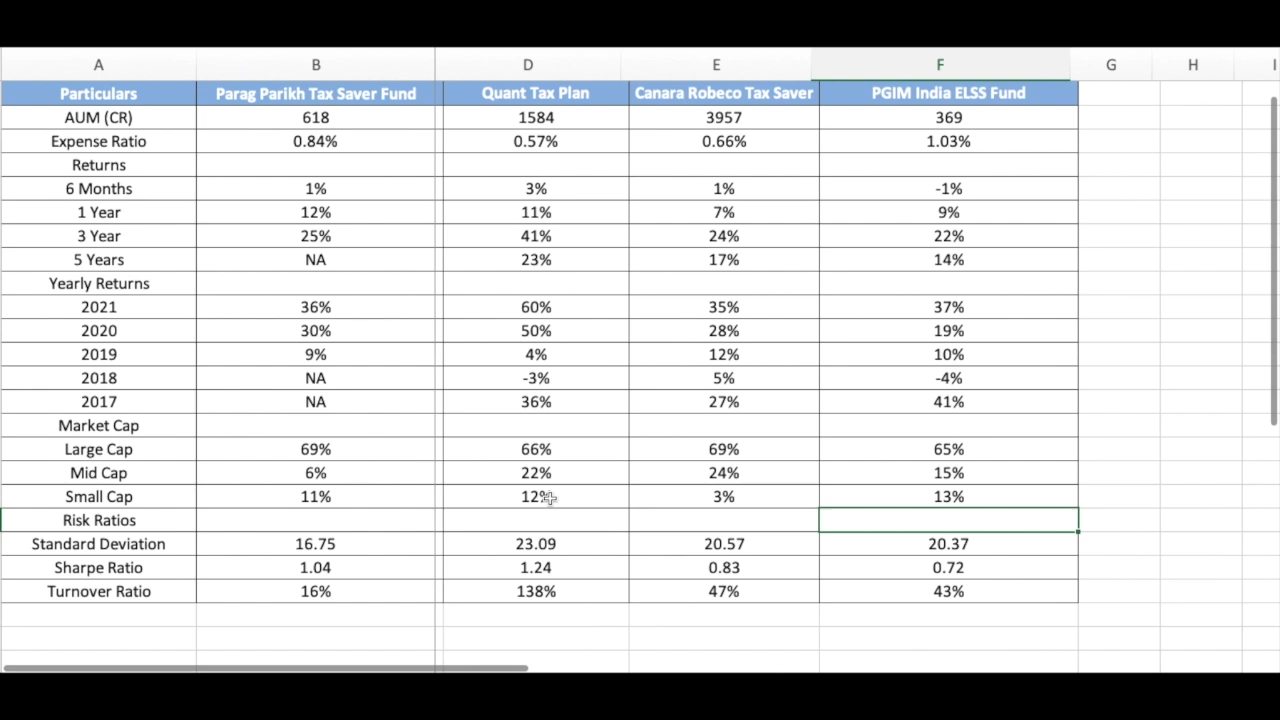 A B D E F G H I
Particulars Parag Parikh Tax Saver Fund Quant Tax Plan Canara Robeco Tax Saver PGIM India ELSS Fund
AUM (CR) 618 1584 3957 369
Expense Ratio 0.84% 0.57% 0.66% 1.03%
Returns
6 Months 1% 3% 1% -1%
1 Year 12% 11% 7% 9%
3 Year 25% 41% 24% 22%
5 Years NA 23% 17% 14%
Yearly Returns
2021 36% 60% 35% 37%
2020 30% 50% 28% 19%
2019 9% 4% 12% 10%
2018 NA -3% 5% -4%
2017 NA 36% 27% 41%
Market Cap
Large Cap 69% 66% 69% 65%
Mid Cap 6% 22% 24% 15%
Small Cap 11% 12% 3% 13%
Risk Ratios
Standard Deviation 16.75 23.09 20.57 20.37
Sharpe Ratio 1.04 1.24 0.83 0.72
Turnover Ratio 16% 138% 47% 43%